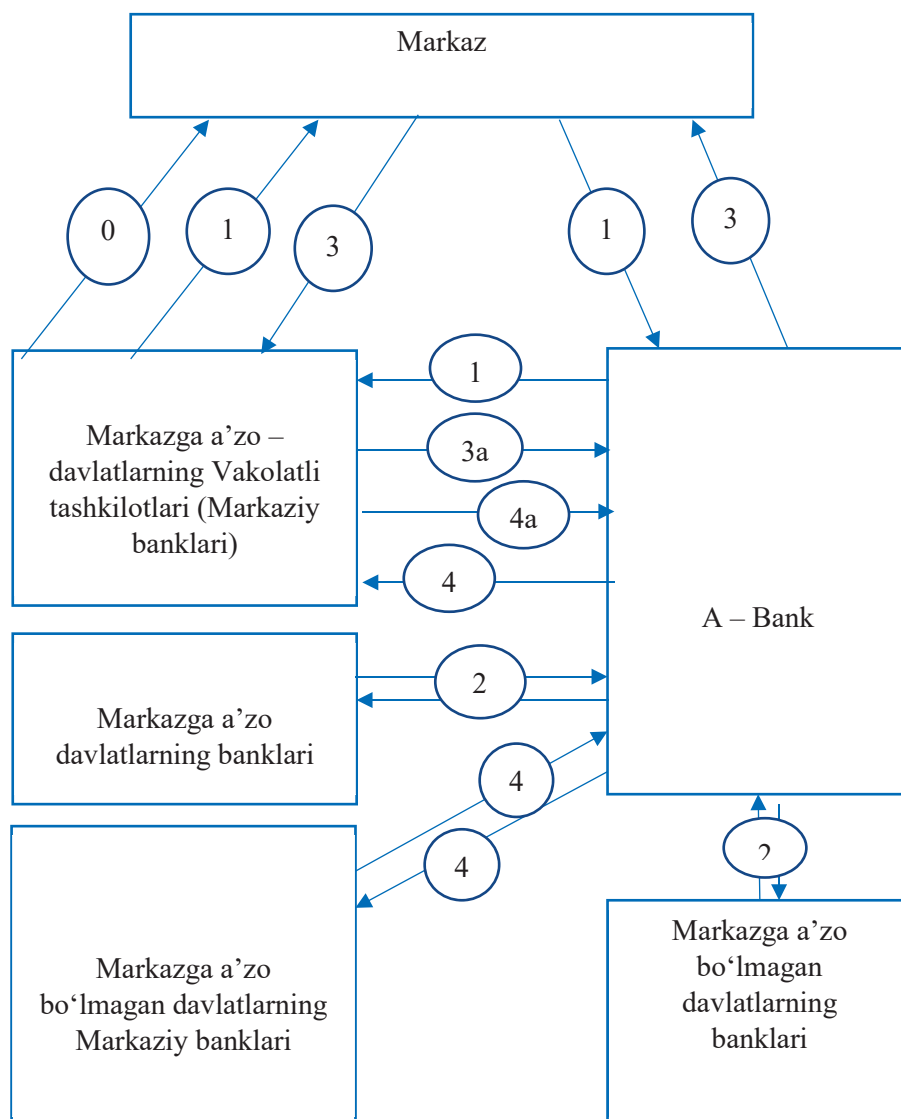 Markaz
0
1
3
1
3
1
3a
4a
4
Markazga a’zo –
davlatlarning Vakolatli
tashkilotlari (Markaziy
banklari)
A – Bank
2
Markazga a’zo
davlatlarning banklari
4
4
2
Markazga a’zo
bo‘lmagan davlatlarning
Markaziy banklari
Markazga a’zo
bo‘lmagan
davlatlarning
banklari